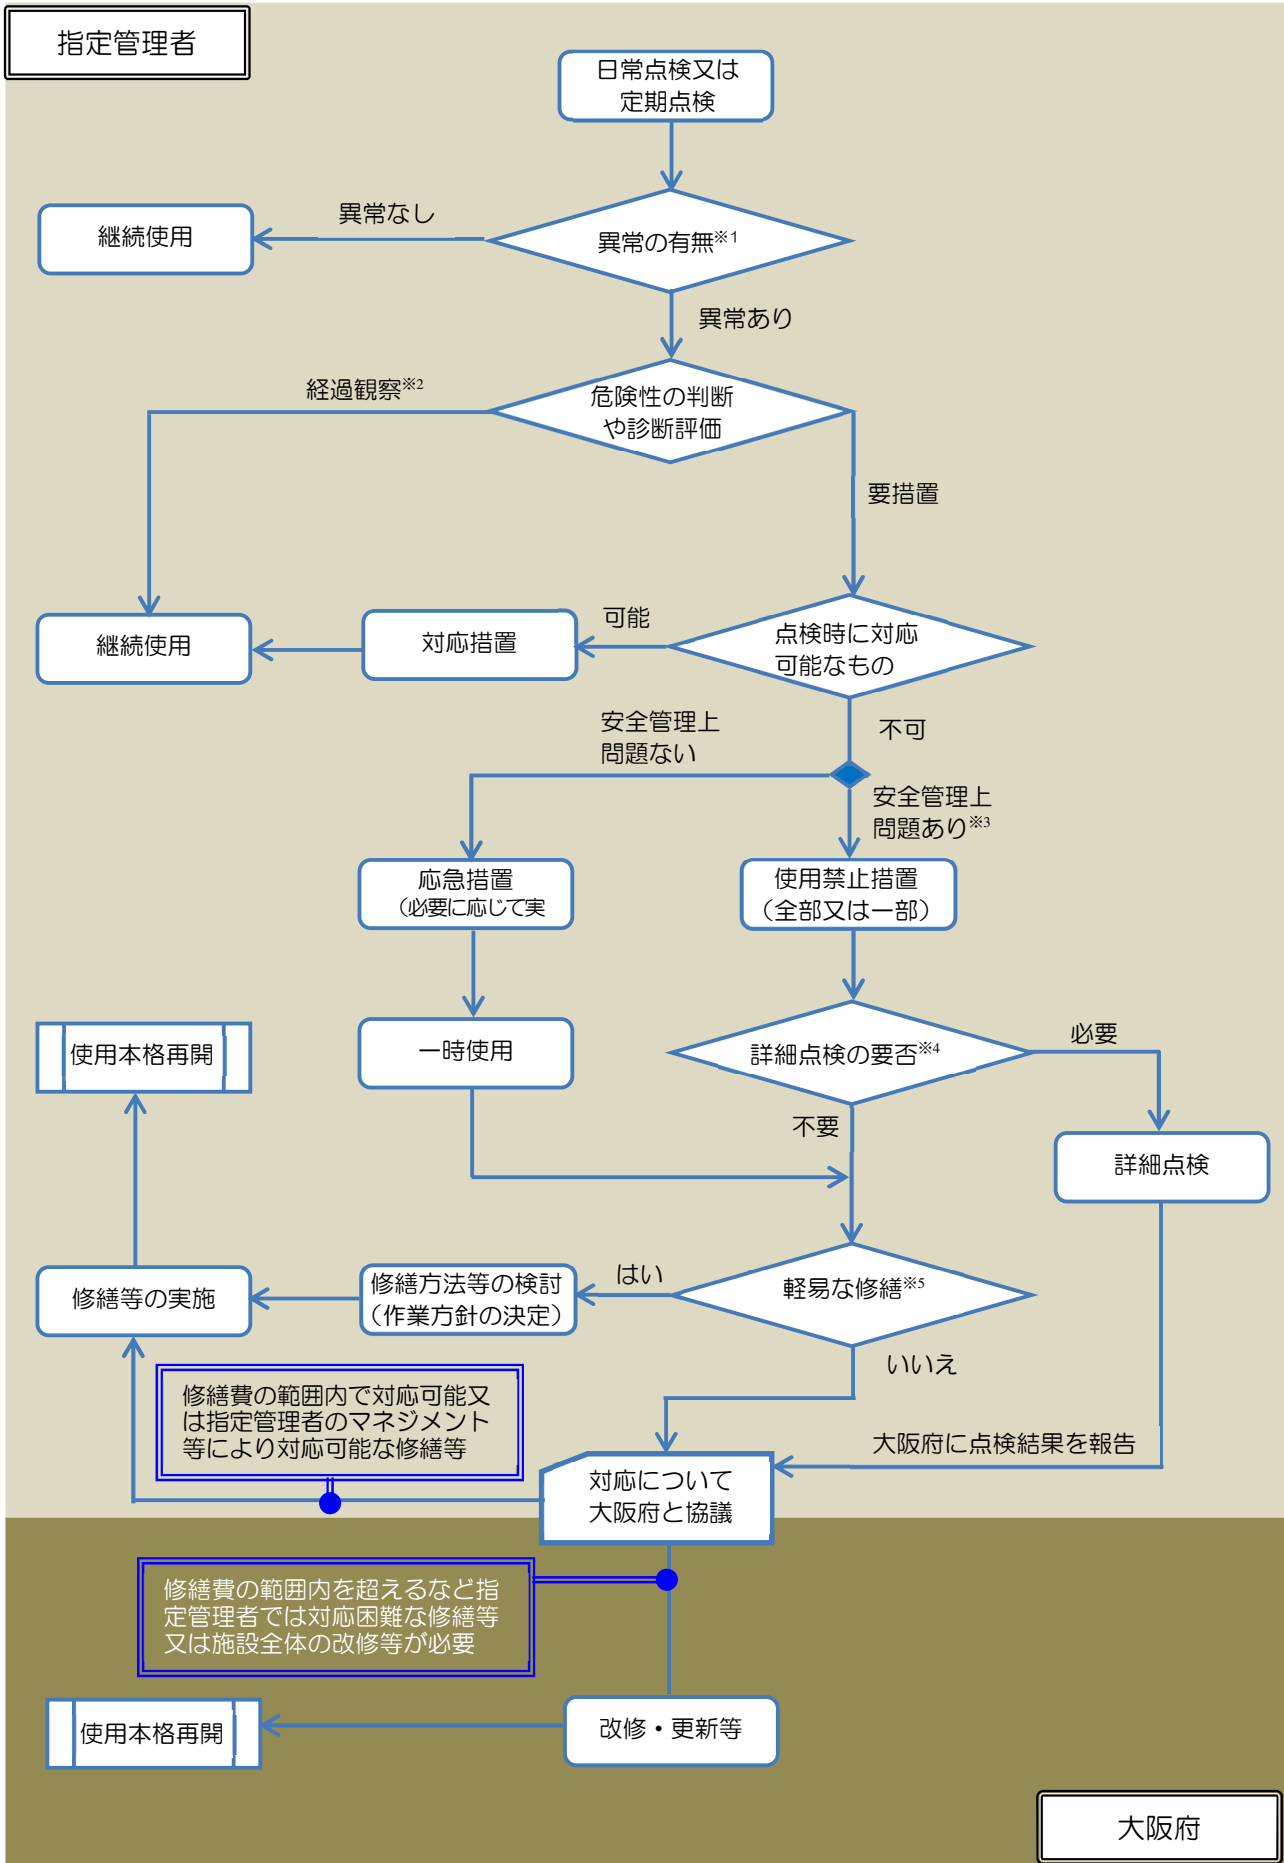 指定管理者
日常点検又は
定期点検
異常なし
継続使用
異常の有無※1
異常あり
経過観察※2
危険性の判断
や診断評価
要措置
可能
継続使用
対応措置
点検時に対応
可能なもの
安全管理上
問題ない
不可
安全管理上
問題あり※3
応急措置
（必要に応じて実
使用禁止措置
（全部又は一部）
使用本格再開
一時使用
詳細点検の要否※4
必要
不要
詳細点検
修繕等の実施
修繕方法等の検討
（作業方針の決定）
はい
軽易な修繕※5
いいえ
修繕費の範囲内で対応可能又
は指定管理者のマネジメント
等により対応可能な修繕等
大阪府に点検結果を報告
対応について
大阪府と協議
修繕費の範囲内を超えるなど指
定管理者では対応困難な修繕等
又は施設全体の改修等が必要
使用本格再開
改修・更新等
大阪府